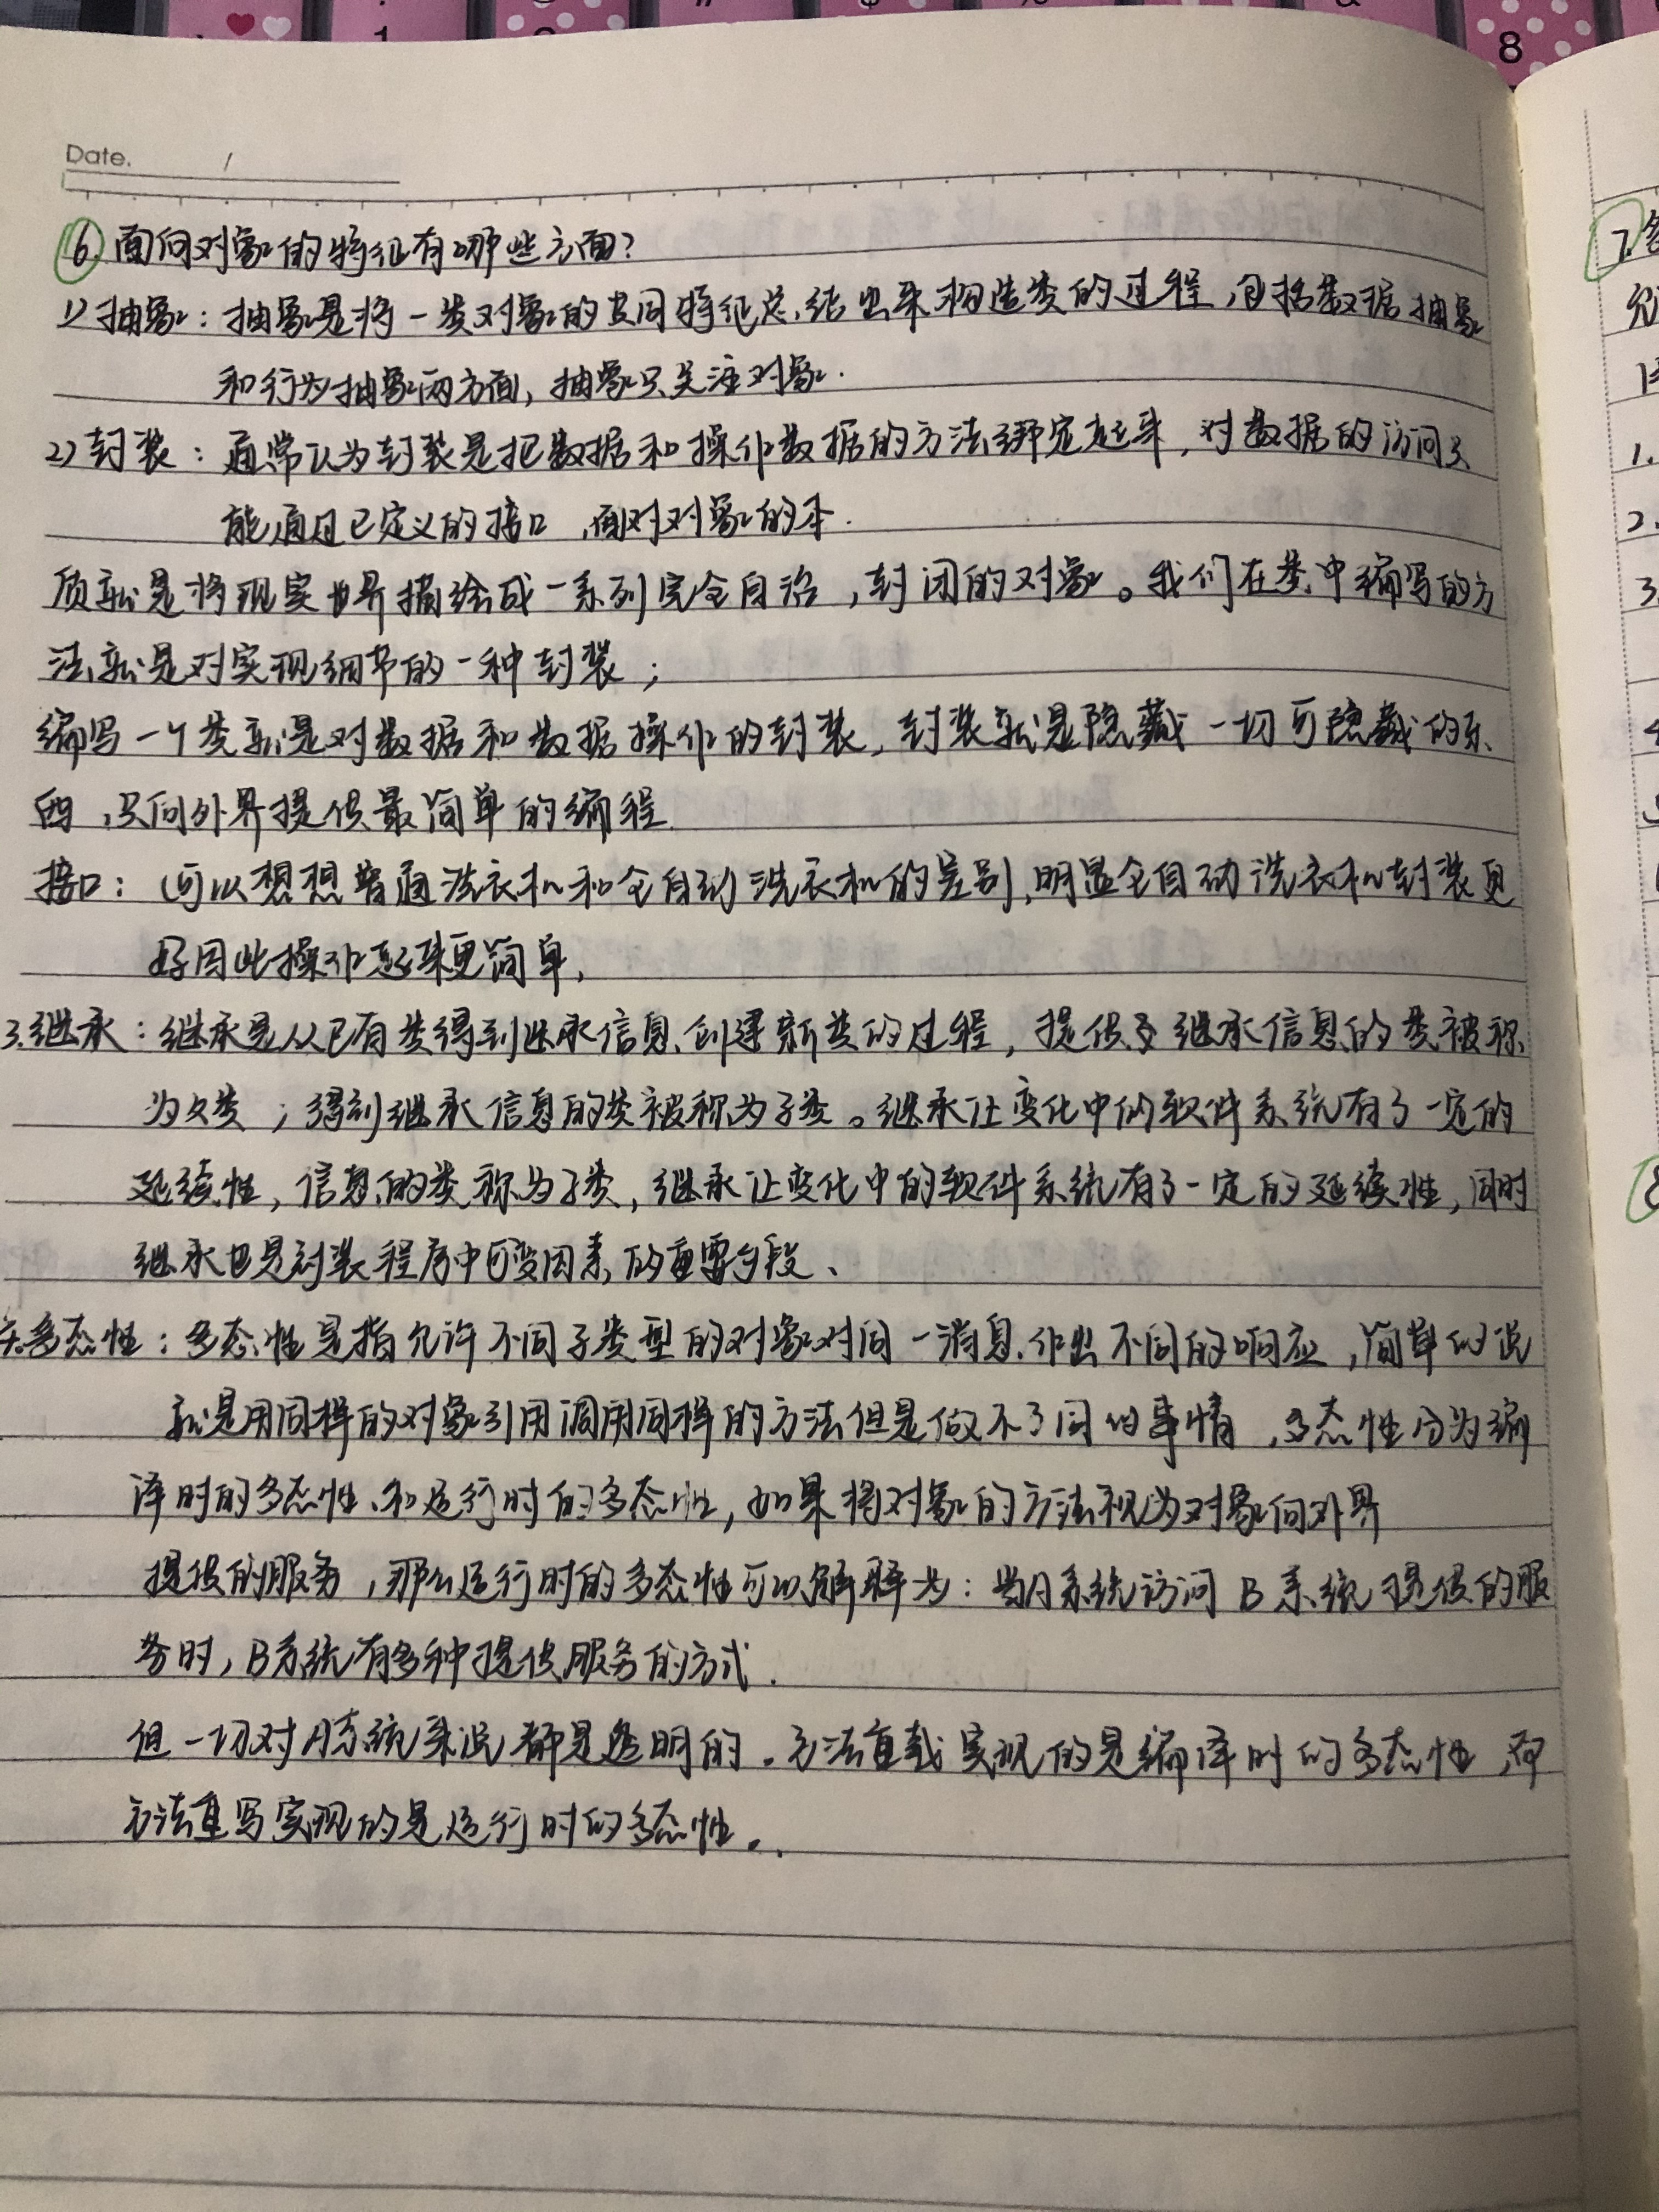 Date. /
⑥ 面向对象的特征有哪些方面?
1) 抽象: 抽象是将一类对象的共同特征总结出来构造类的过程,包括数据抽象
和行为抽象两方面,抽象只关注对象.
2) 封装: 通常认为封装是把数据和操作数据的方法绑定起来,对数据的访问只
能通过已定义的接口,面对对象的本.
质就是将现实世界描绘成一系列完全自治,封闭的对象。我们在类中编写的方
法就是对实现细节的一种封装;
编写一个类就是对数据和数据操作的封装,封装就是隐藏一切可隐藏的东
西,只向外界提供最简单的编程.
接口: (可以想想普通洗衣机和全自动洗衣机的差别,明显全自动洗衣机封装更
好因此操作起来更简单,
3.继承: 继承是从已有类得到继承信息、创建新类的过程,提供了继承信息的类被称
为父类;得到继承信息的类被称为子类。继承让变化中的软件系统有了一定的
延续性,信息的类称为子类,继承让变化中的软件系统有了一定的延续性,同时
继承也是封装程序中可变因素的重要手段、
多态性: 多态性是指允许不同子类型的对象对同一消息作出不同的响应,简单的说
就是用同样的对象引用调用同样的方法但是做不了同的事情,多态性分为编
译时的多态性、和运行时的多态性,如果将对象的方法视为对象向外界
提供的服务,那么运行时的多态性可以解释为: 当A系统访问B系统提供的服
务时,B系统有多种提供服务的方式.
但一切对A系统来说都是透明的.方法重载实现的是编译时的多态性,而
方法重写实现的是运行时的多态性。.
1
8
7.
1.
2.
3.